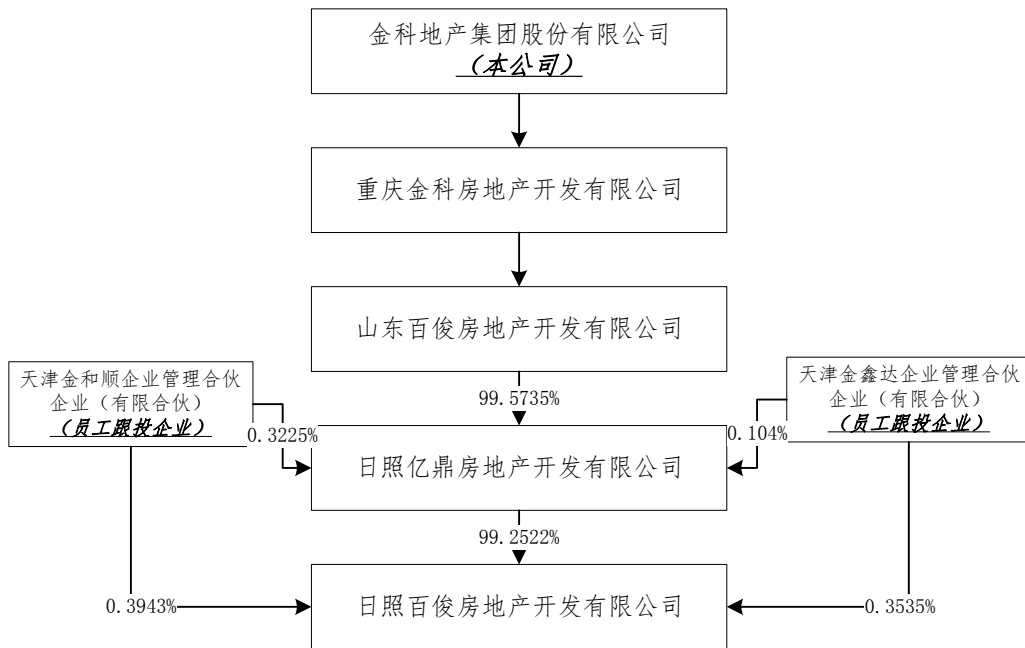 金科地产集团股份有限公司
（本公司）
重庆金科房地产开发有限公司
山东百俊房地产开发有限公司
天津金和顺企业管理合伙
企业（有限合伙）
（员工跟投企业）
天津金鑫达企业管理合伙
企业（有限合伙）
（员工跟投企业）
99.5735%
0.3225%
0.104%
日照亿鼎房地产开发有限公司
99.2522%
0.3943%
日照百俊房地产开发有限公司
0.3535%